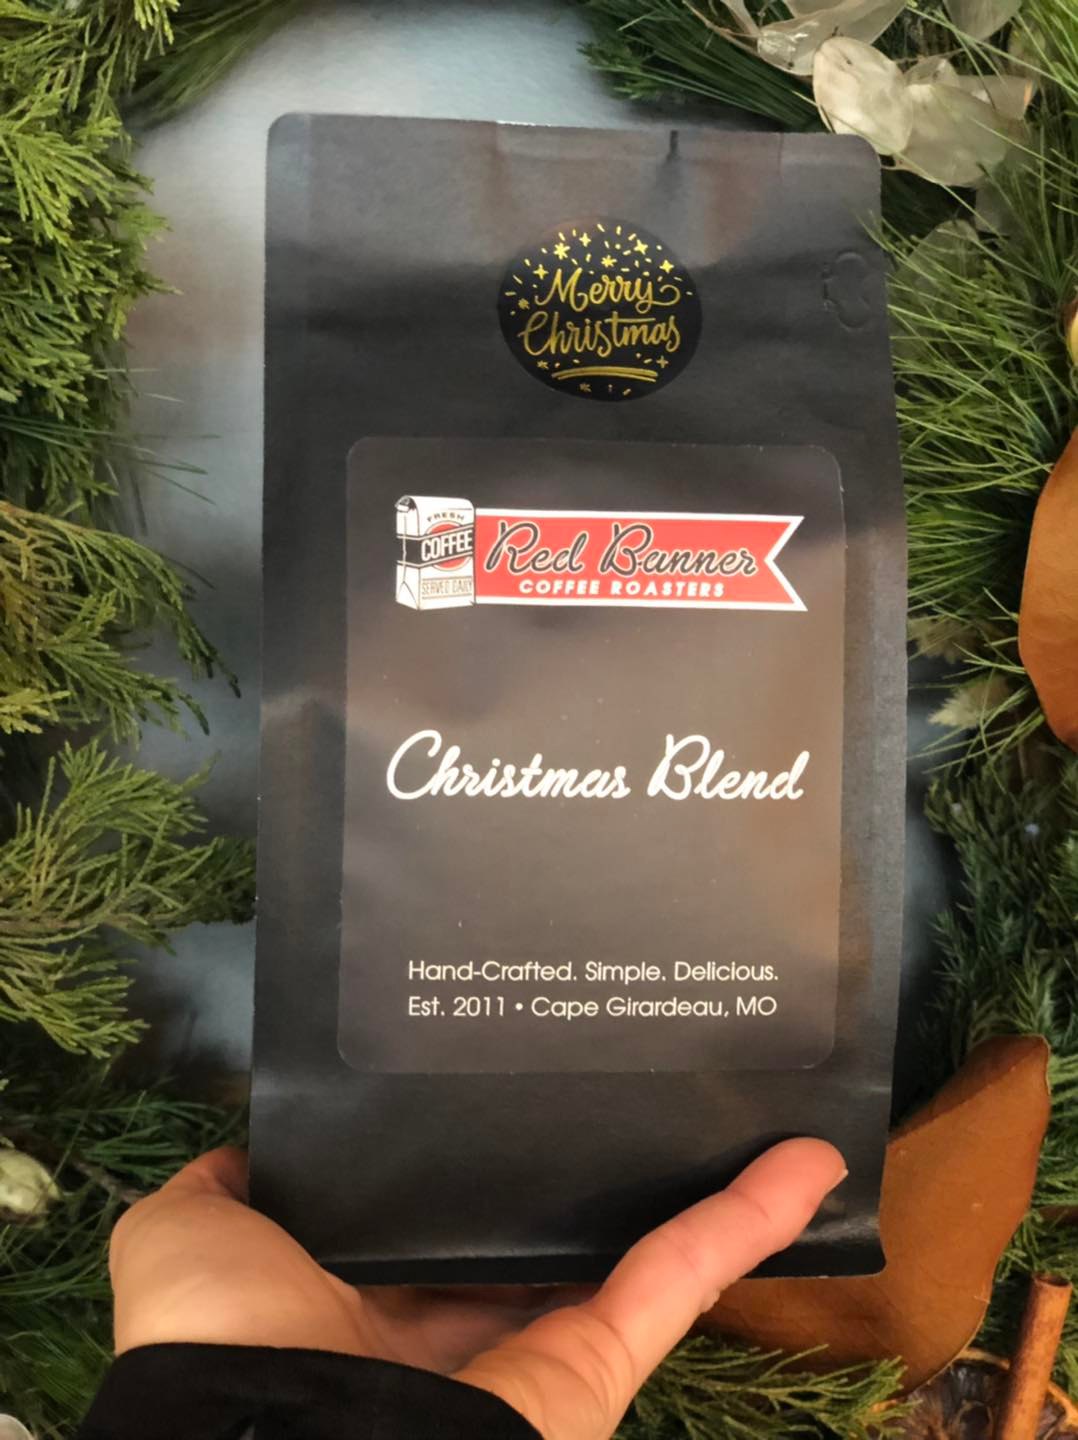 Merry
Christmas
FRESH
COFFEE
SERVED DAILY
Red Banner
COFFEE ROASTERS
Christmas Blend
Hand-Crafted. Simple. Delicious.
Est. 2011 • Cape Girardeau, MO